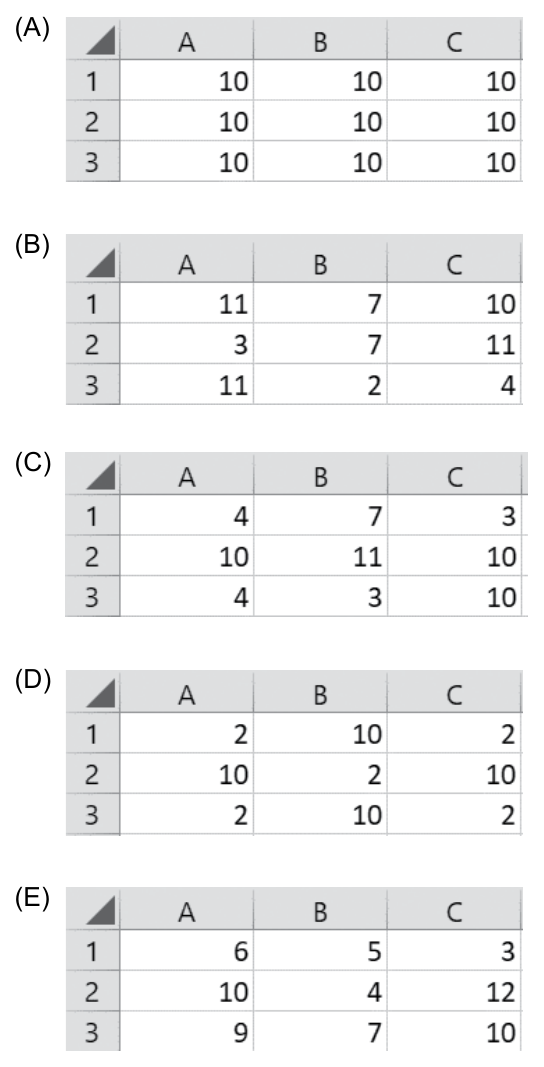 (A)
A B C
1 10 10 10
2 10 10 10
3 10 10 10
(B)
A B C
1 11 7 10
2 3 7 11
3 11 2 4
(C)
A B C
1 4 7 3
2 10 11 10
3 4 3 10
(D)
A B C
1 2 10 2
2 10 2 10
3 2 10 2
(E)
A B C
1 6 5 3
2 10 4 12
3 9 7 10